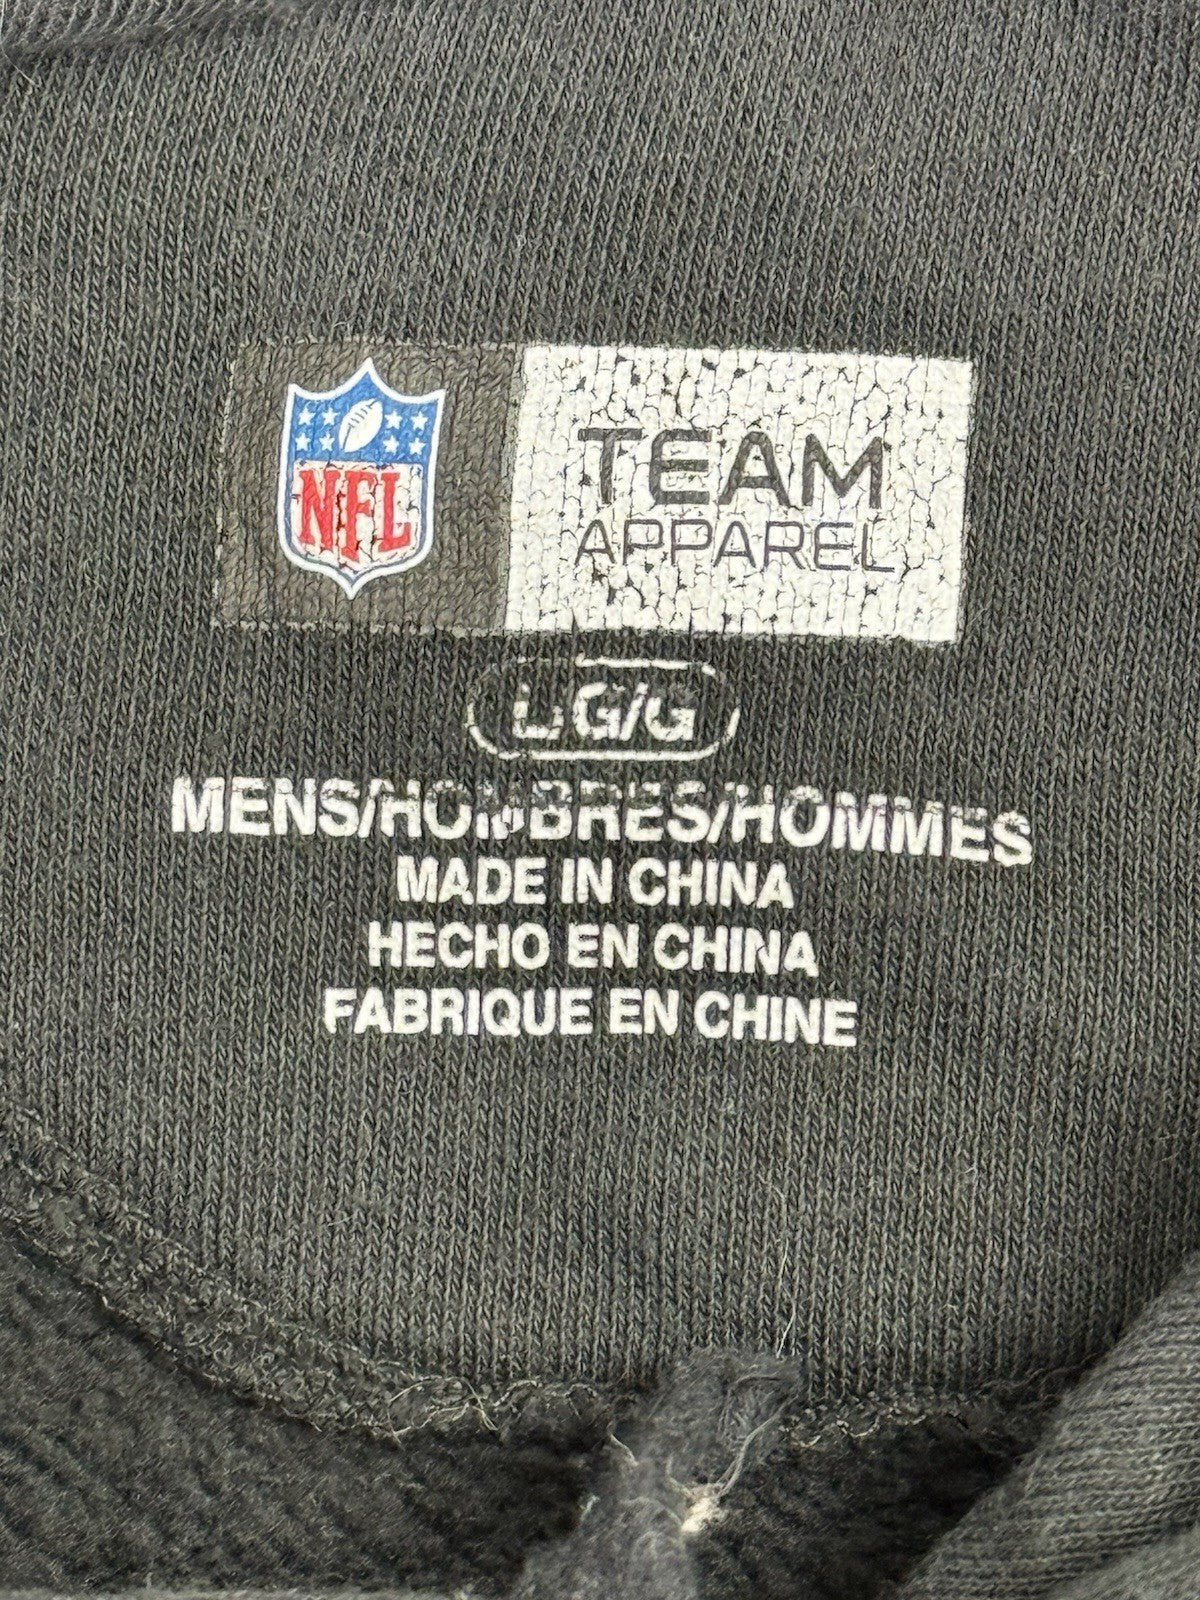 NFL
TEAM
APPAREL
LG/G
MENS/HOMBRES/HOMMES
MADE IN CHINA
HECHO EN CHINA
FABRIQUE EN CHINE